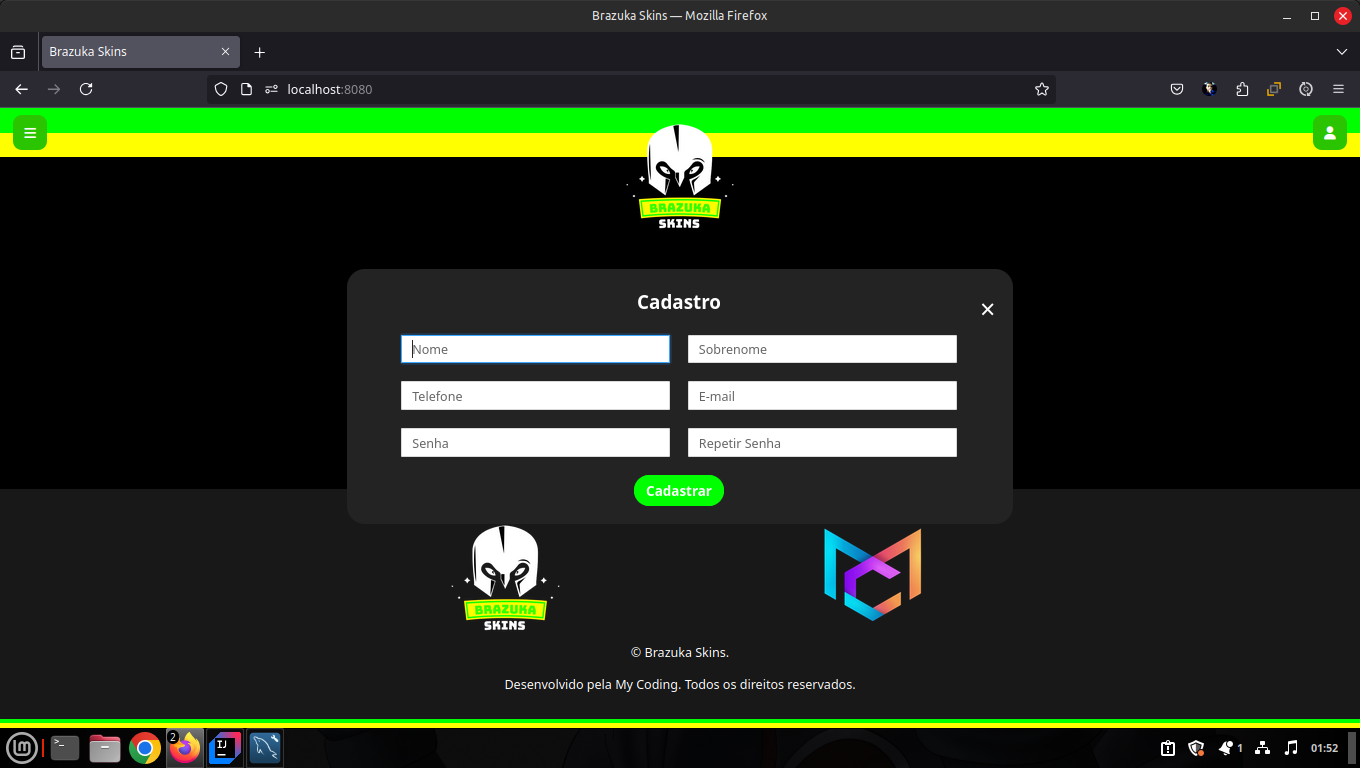 Brazuka Skins — Mozilla Firefox
Brazuka Skins
localhost:8080
BRAZUKA
SKINS
Cadastro
Nome
Sobrenome
Telefone
E-mail
Senha
Repetir Senha
Cadastrar
BRAZUKA
SKINS
© Brazuka Skins.
Desenvolvido pela My Coding. Todos os direitos reservados.
>_
2
IJ
1
01:52